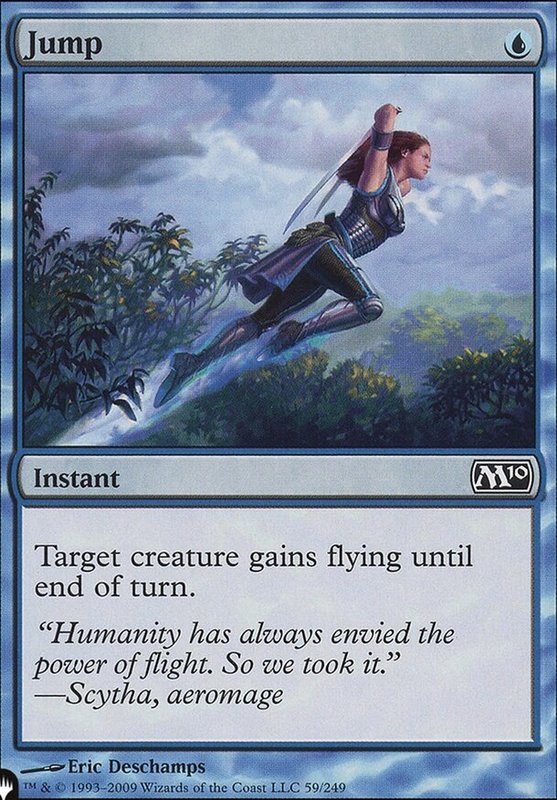 Jump
Instant
M10
Target creature gains flying until
end of turn.
“Humanity has always envied the
power of flight. So we took it.”
—Scytha, aeromage
Eric Deschamps
™ & © 1993–2009 Wizards of the Coast LLC 59/249